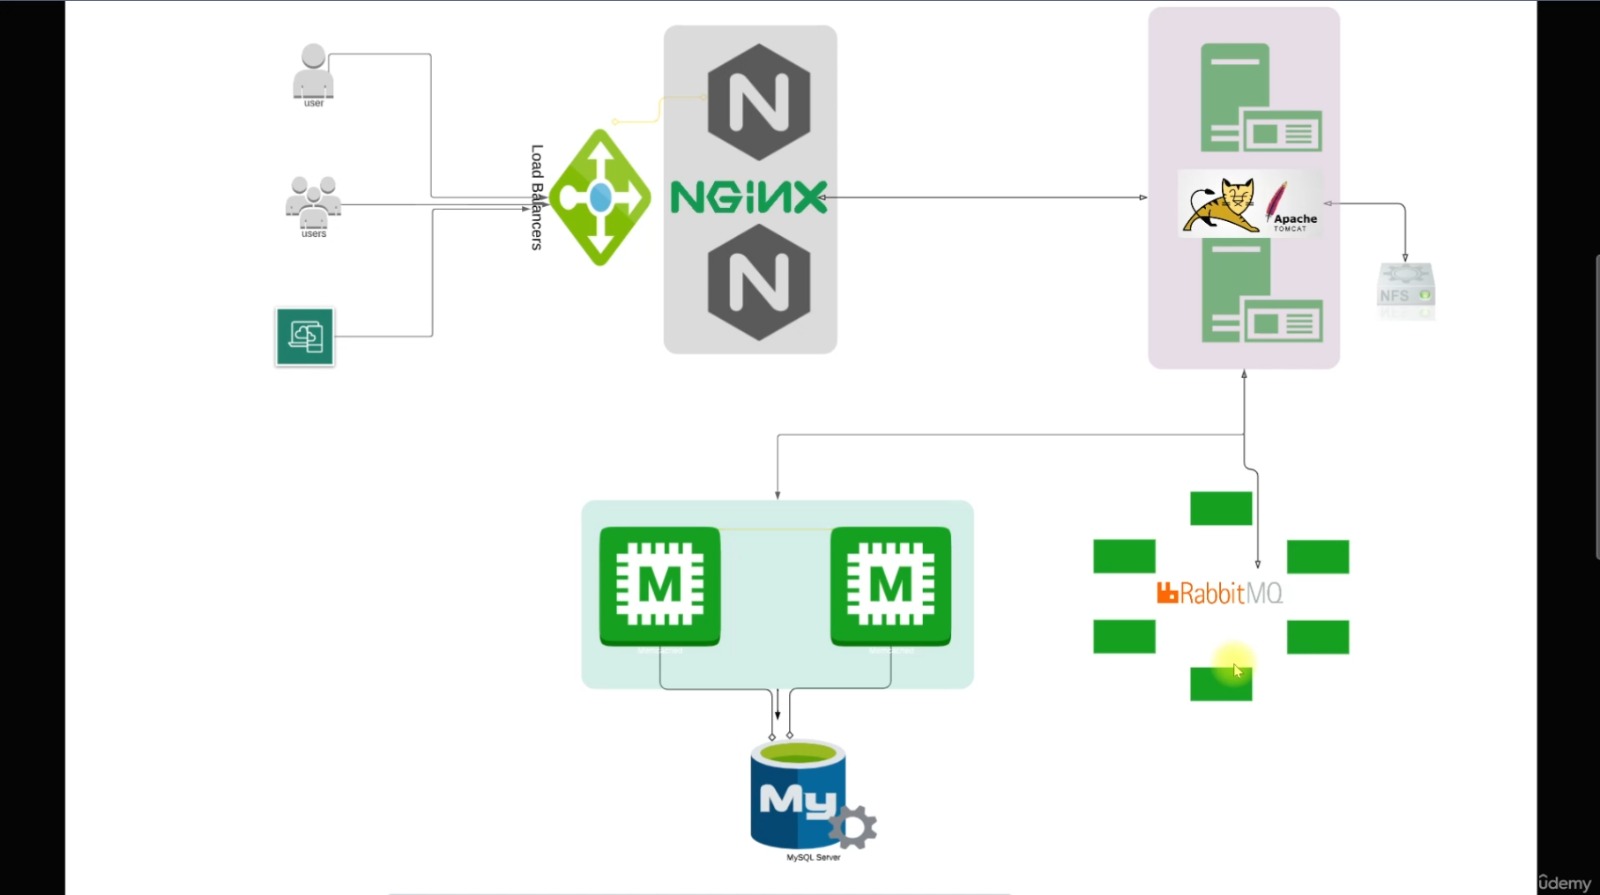 user
N
Load Balancers
NGiNX
users
N
Apache
TOMCAT
NFS
M
M
RabbitMQ
My
MySQL Server
ûdemy